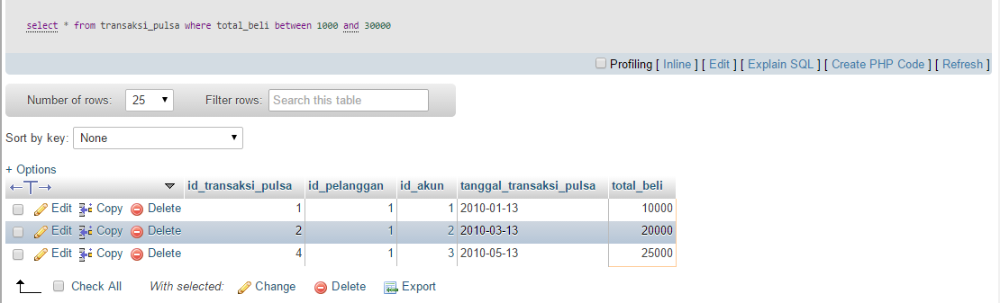 select * from transaksi_pulsa where total_beli between 1000 and 30000
Profiling [ Inline ] [ Edit ] [ Explain SQL ] [ Create PHP Code ] [ Refresh ]
Number of rows: 25 Filter rows: Search this table
Sort by key: None
+ Options
id_transaksi_pulsa id_pelanggan id_akun tanggal_transaksi_pulsa total_beli
Edit Copy Delete 1 1 1 2010-01-13 10000
Edit Copy Delete 2 1 2 2010-03-13 20000
Edit Copy Delete 4 1 3 2010-05-13 25000
Check All With selected: Change Delete Export